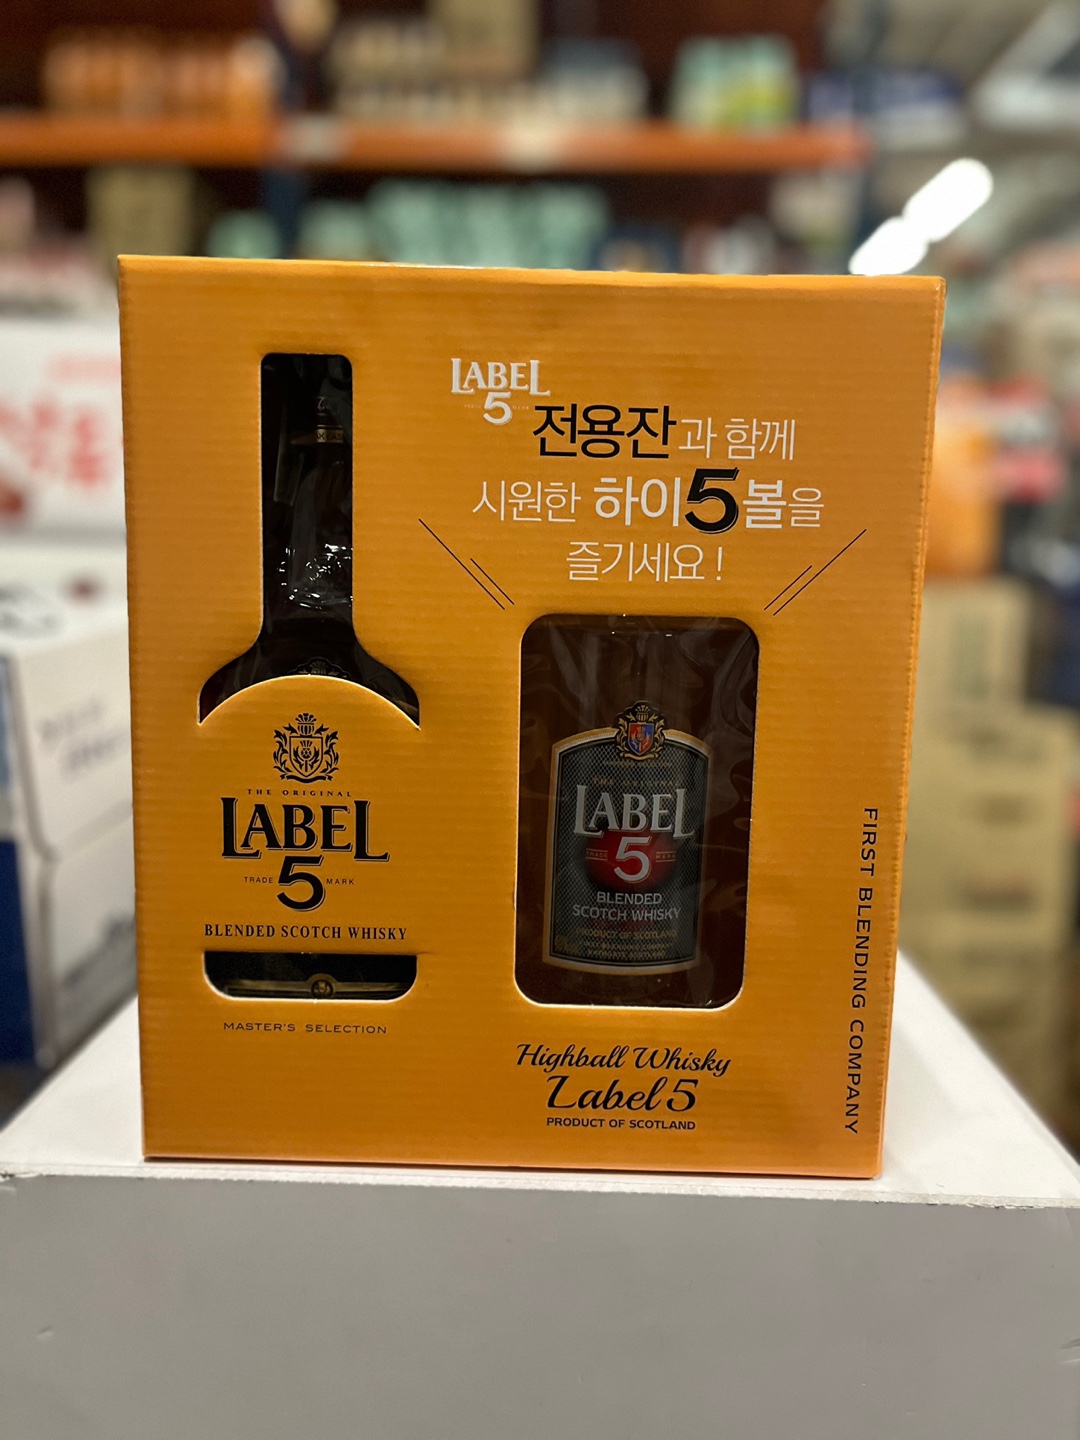 LABEL
5
전용잔과 함께
시원한 하이5볼을
즐기세요!
THE ORIGINAL
LABEL
TRADE 5 MARK
BLENDED SCOTCH WHISKY
MASTER'S SELECTION
LABEL
TRADE 5 MARK
BLENDED
SCOTCH WHISKY
PRODUCT OF SCOTLAND
Highball Whisky
Label 5
PRODUCT OF SCOTLAND
FIRST BLENDING COMPANY